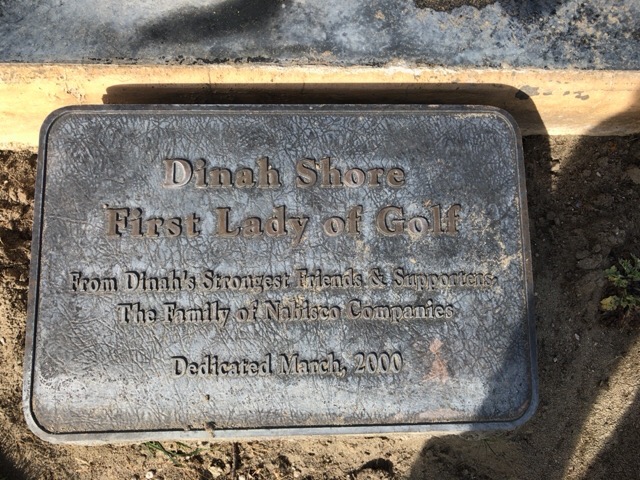 Dinah Shore
First Lady of Golf
From Dinah's Strongest Friends & Supporters
The Family of Nabisco Companies
Dedicated March, 2000